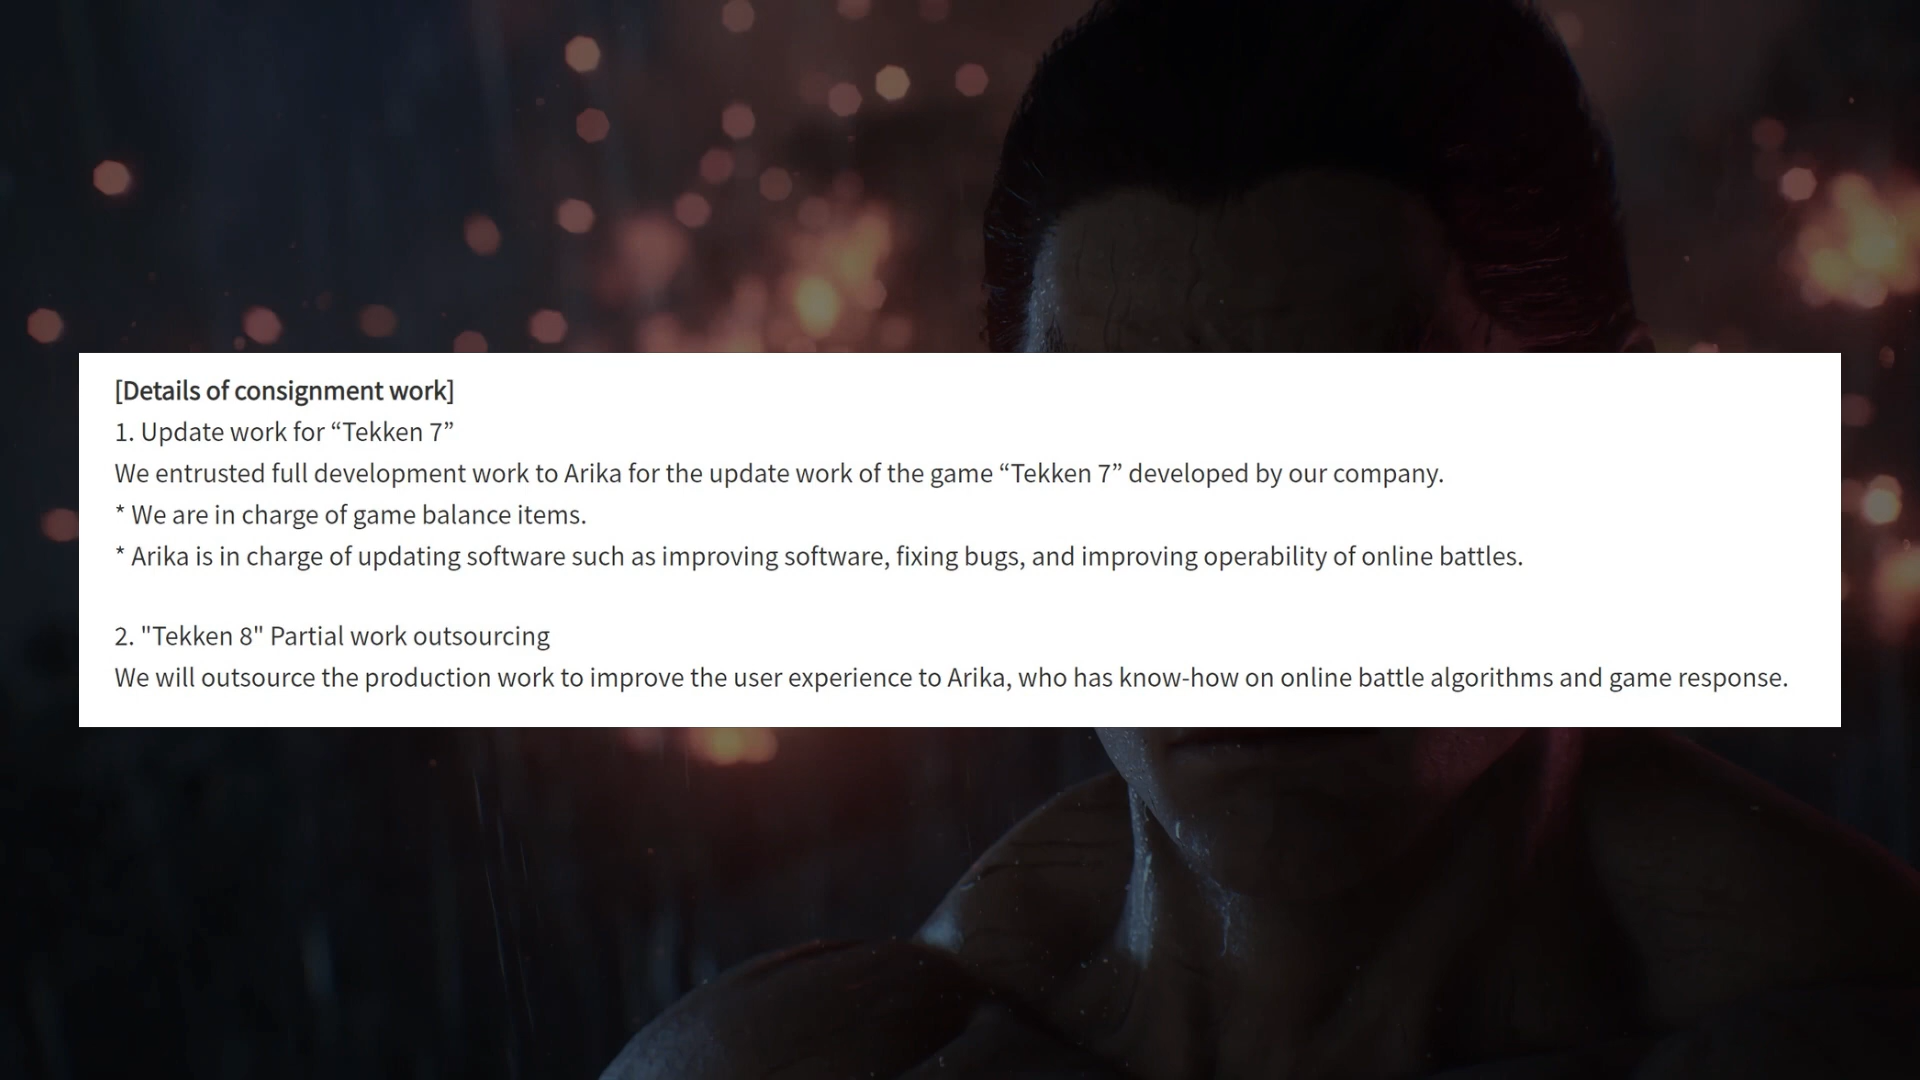 [Details of consignment work]
1. Update work for “Tekken 7”
We entrusted full development work to Arika for the update work of the game “Tekken 7” developed by our company.
* We are in charge of game balance items.
* Arika is in charge of updating software such as improving software, fixing bugs, and improving operability of online battles.
2. "Tekken 8" Partial work outsourcing
We will outsource the production work to improve the user experience to Arika, who has know-how on online battle algorithms and game response.